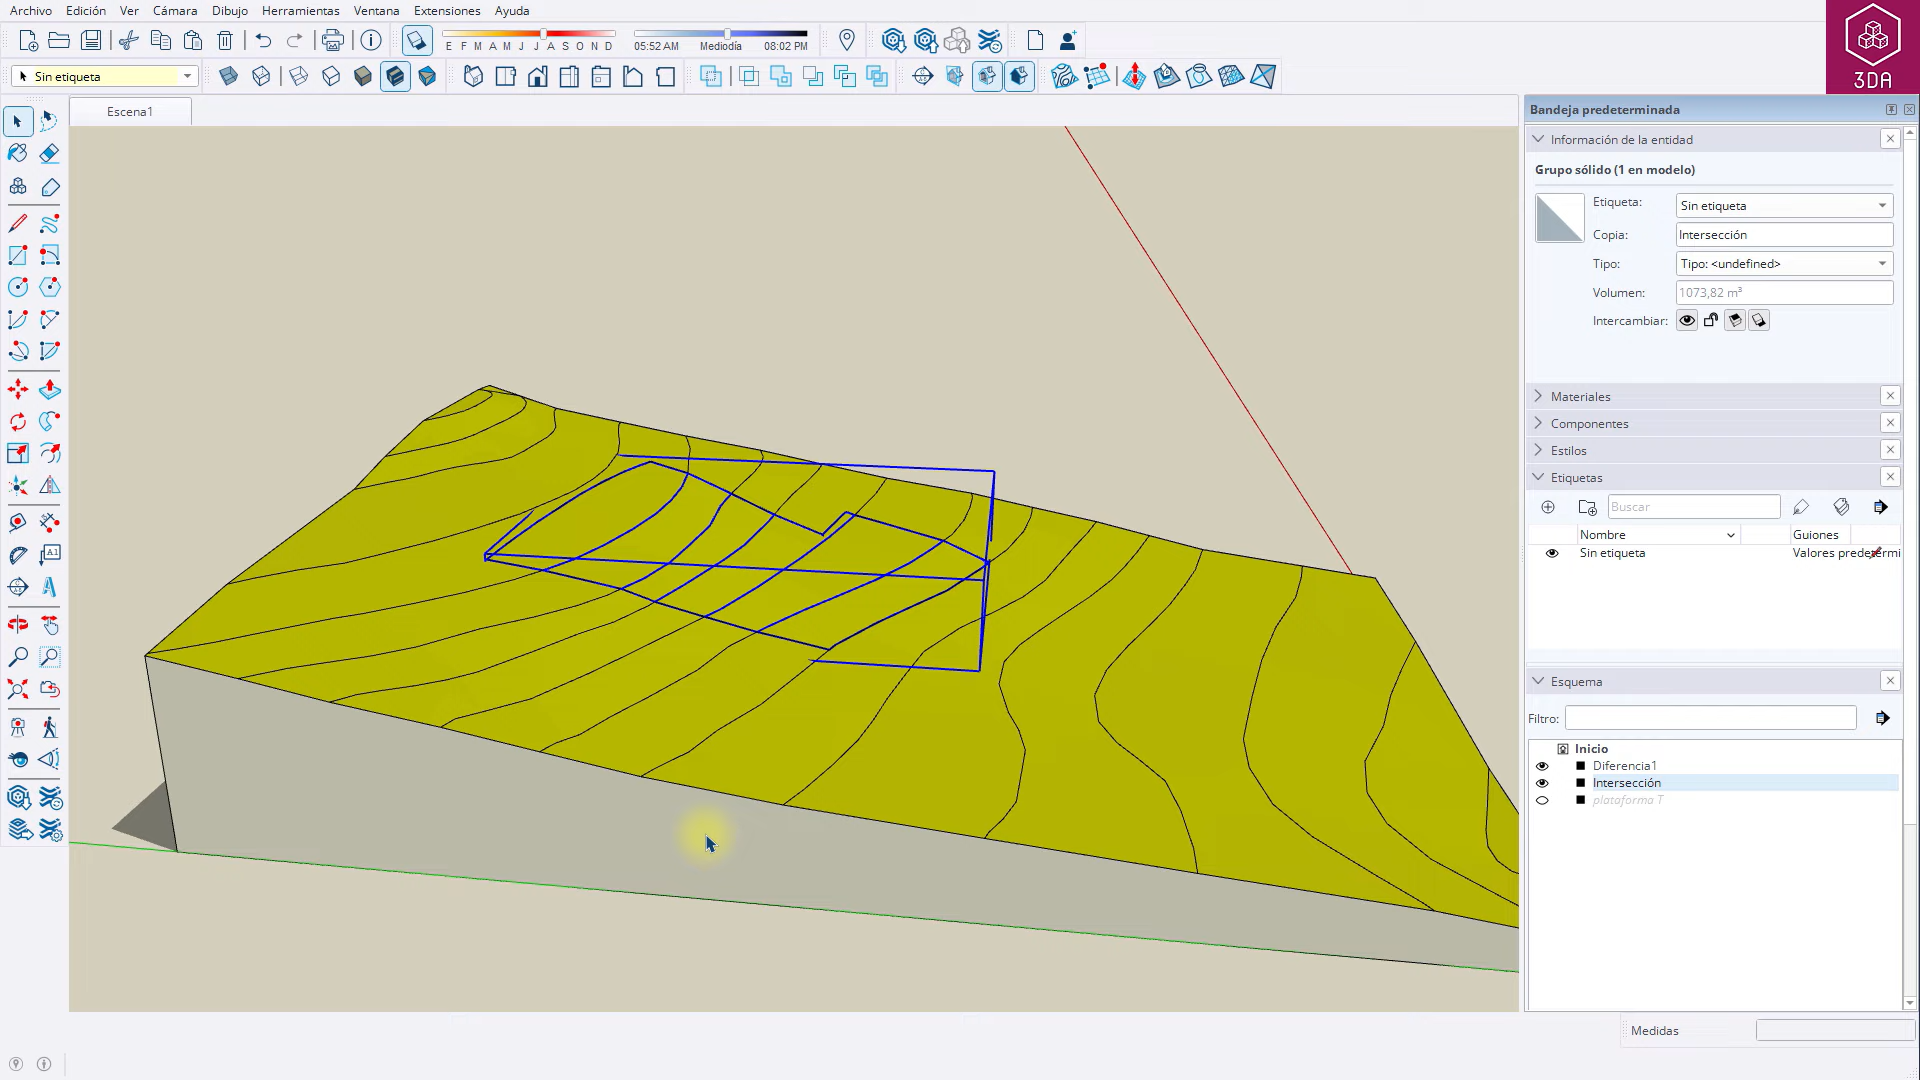 Archivo Edición Ver Cámara Dibujo Herramientas Ventana Extensiones Ayuda
E F M A M J J A S O N D
05:52 AM Mediodía 08:02 PM
3DA
Sin etiqueta
Escena1
A1
A
Bandeja predeterminada
Información de la entidad
Grupo sólido (1 en modelo)
Etiqueta: Sin etiqueta
Copia: Intersección
Tipo: Tipo: <undefined>
Volumen: 1073,82 m³
Intercambiar:
Materiales
Componentes
Estilos
Etiquetas
Buscar
Nombre Guiones
Sin etiqueta Valores predetermi
Esquema
Filtro:
Inicio
Diferencia1
Intersección
plataforma T
Medidas